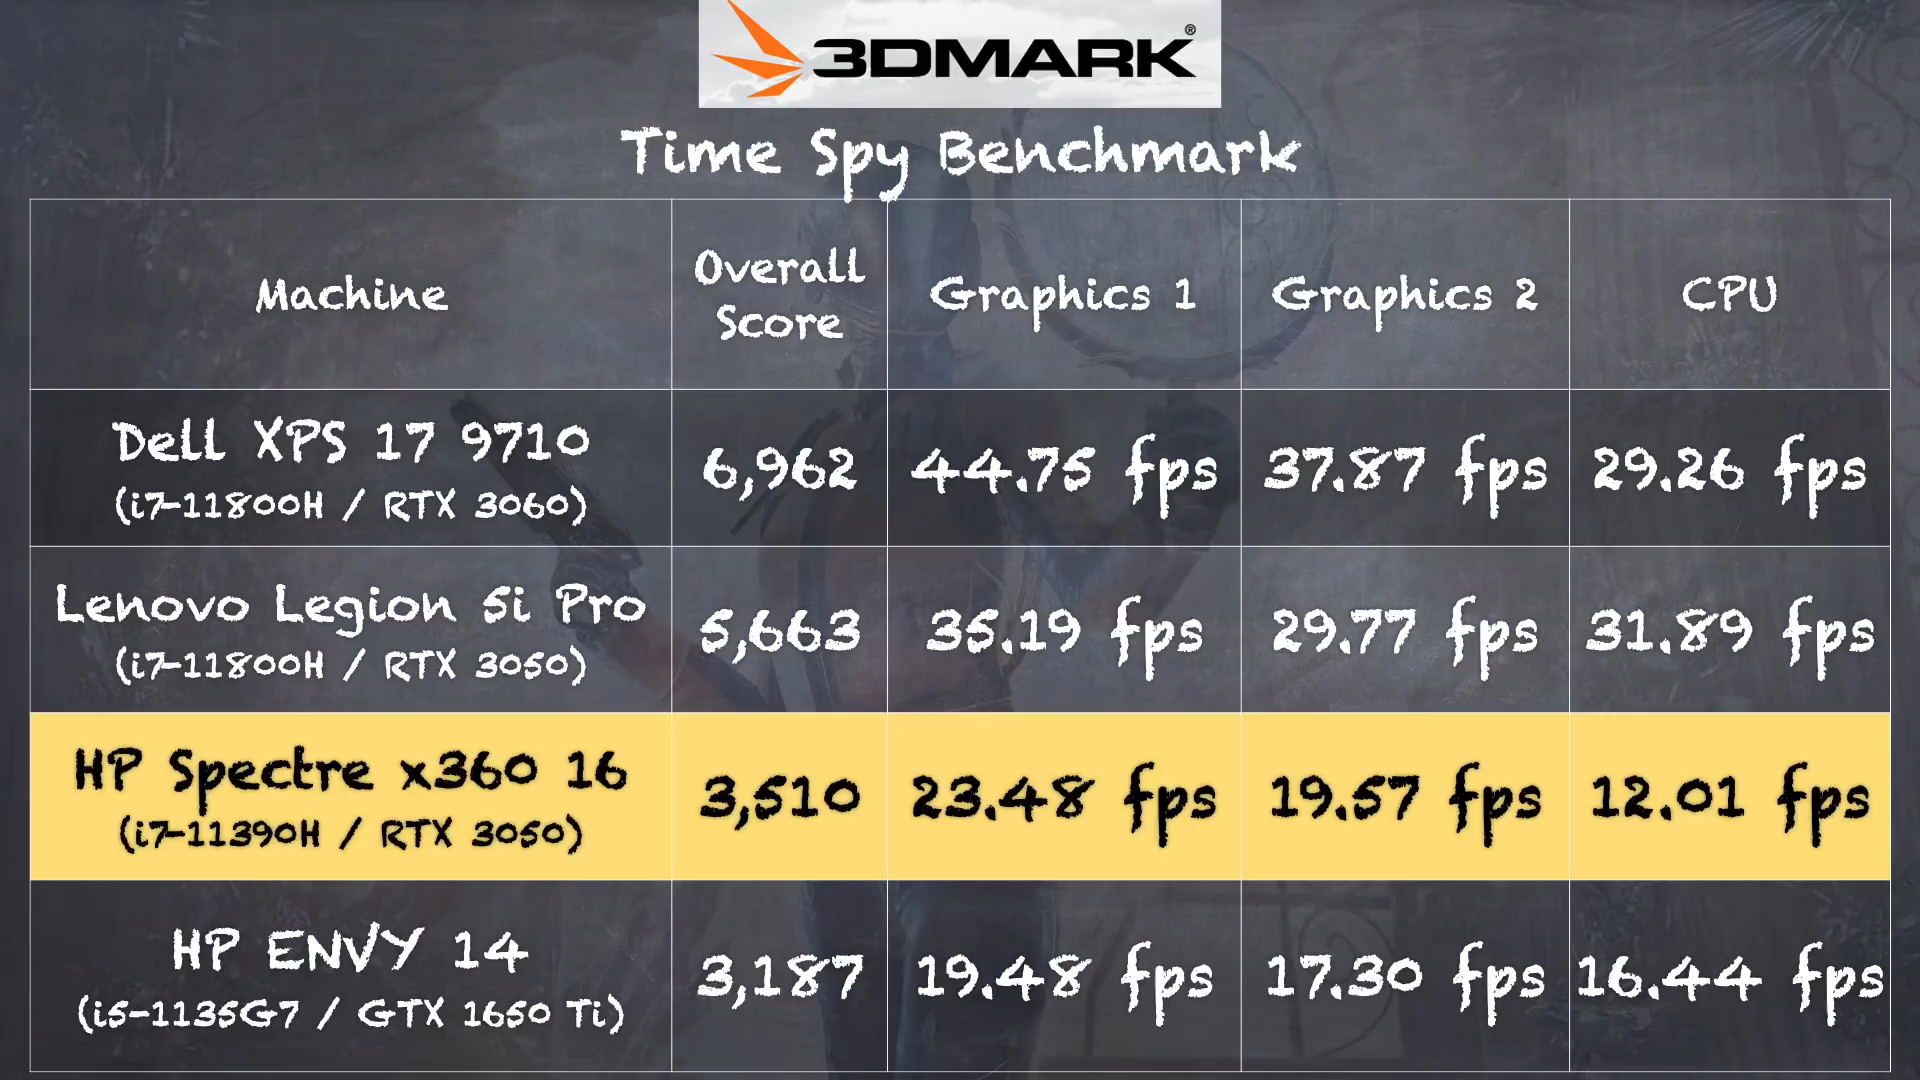 3DMARK®
Time Spy Benchmark
Machine
Overall
Score
Graphics 1
Graphics 2
CPU
Dell XPS 17 9710
(i7-11800H / RTX 3060)
6,962
44.75 fps
37.87 fps
29.26 fps
Lenovo Legion 5i Pro
(i7-11800H / RTX 3050)
5,663
35.19 fps
29.77 fps
31.89 fps
HP Spectre x360 16
(i7-11390H / RTX 3050)
3,510
23.48 fps
19.57 fps
12.01 fps
HP ENVY 14
(i5-1135G7 / GTX 1650 Ti)
3,187
19.48 fps
17.30 fps
16.44 fps